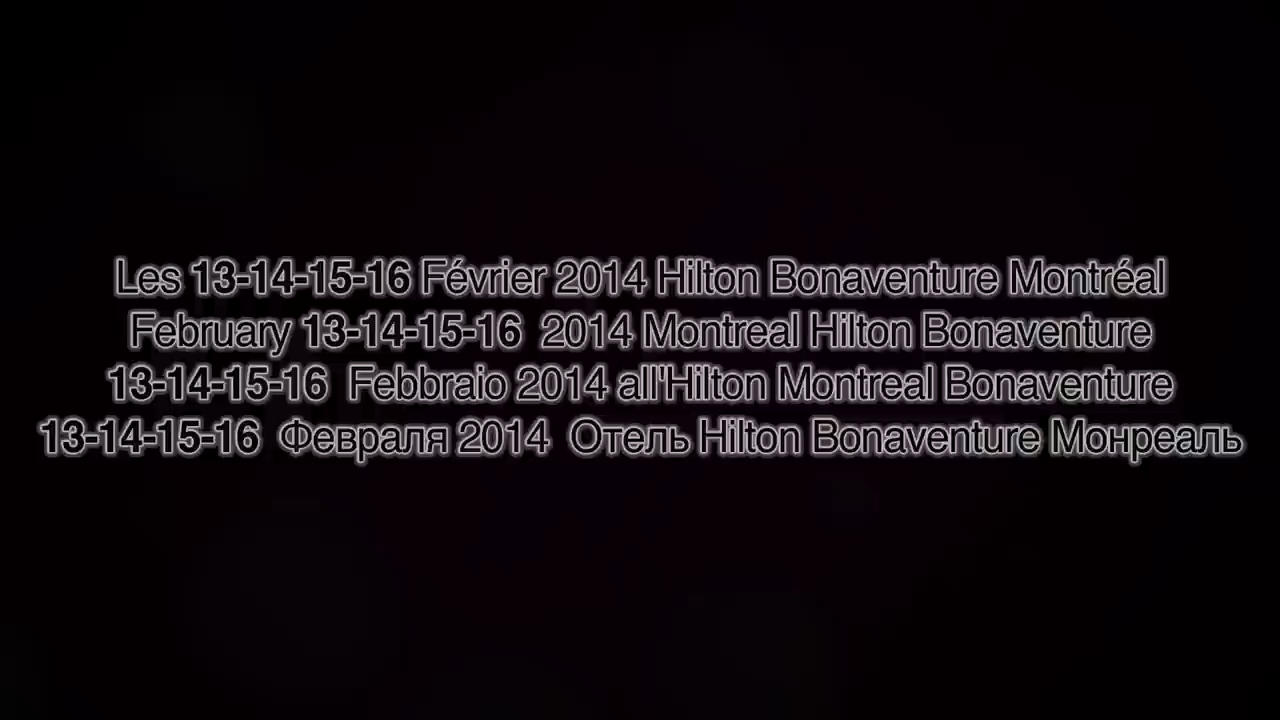 Les 13-14-15-16 Février 2014 Hilton Bonaventure Montréal
February 13-14-15-16 2014 Montreal Hilton Bonaventure
13-14-15-16 Febbraio 2014 all'Hilton Montreal Bonaventure
13-14-15-16 Февраля 2014 Отель Hilton Bonaventure Монреаль